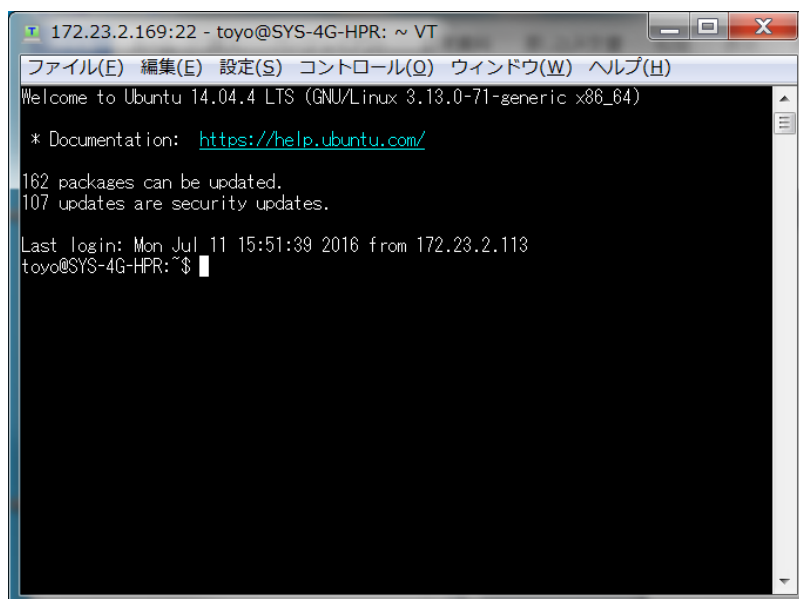 172.23.2.169:22 - toyo@SYS-4G-HPR: ~ VT
ファイル(F) 編集(E) 設定(S) コントロール(O) ウィンドウ(W) ヘルプ(H)
Welcome to Ubuntu 14.04.4 LTS (GNU/Linux 3.13.0-71-generic x86_64)
* Documentation: https://help.ubuntu.com/
162 packages can be updated.
107 updates are security updates.
Last login: Mon Jul 11 15:51:39 2016 from 172.23.2.113
toyo@SYS-4G-HPR:~$